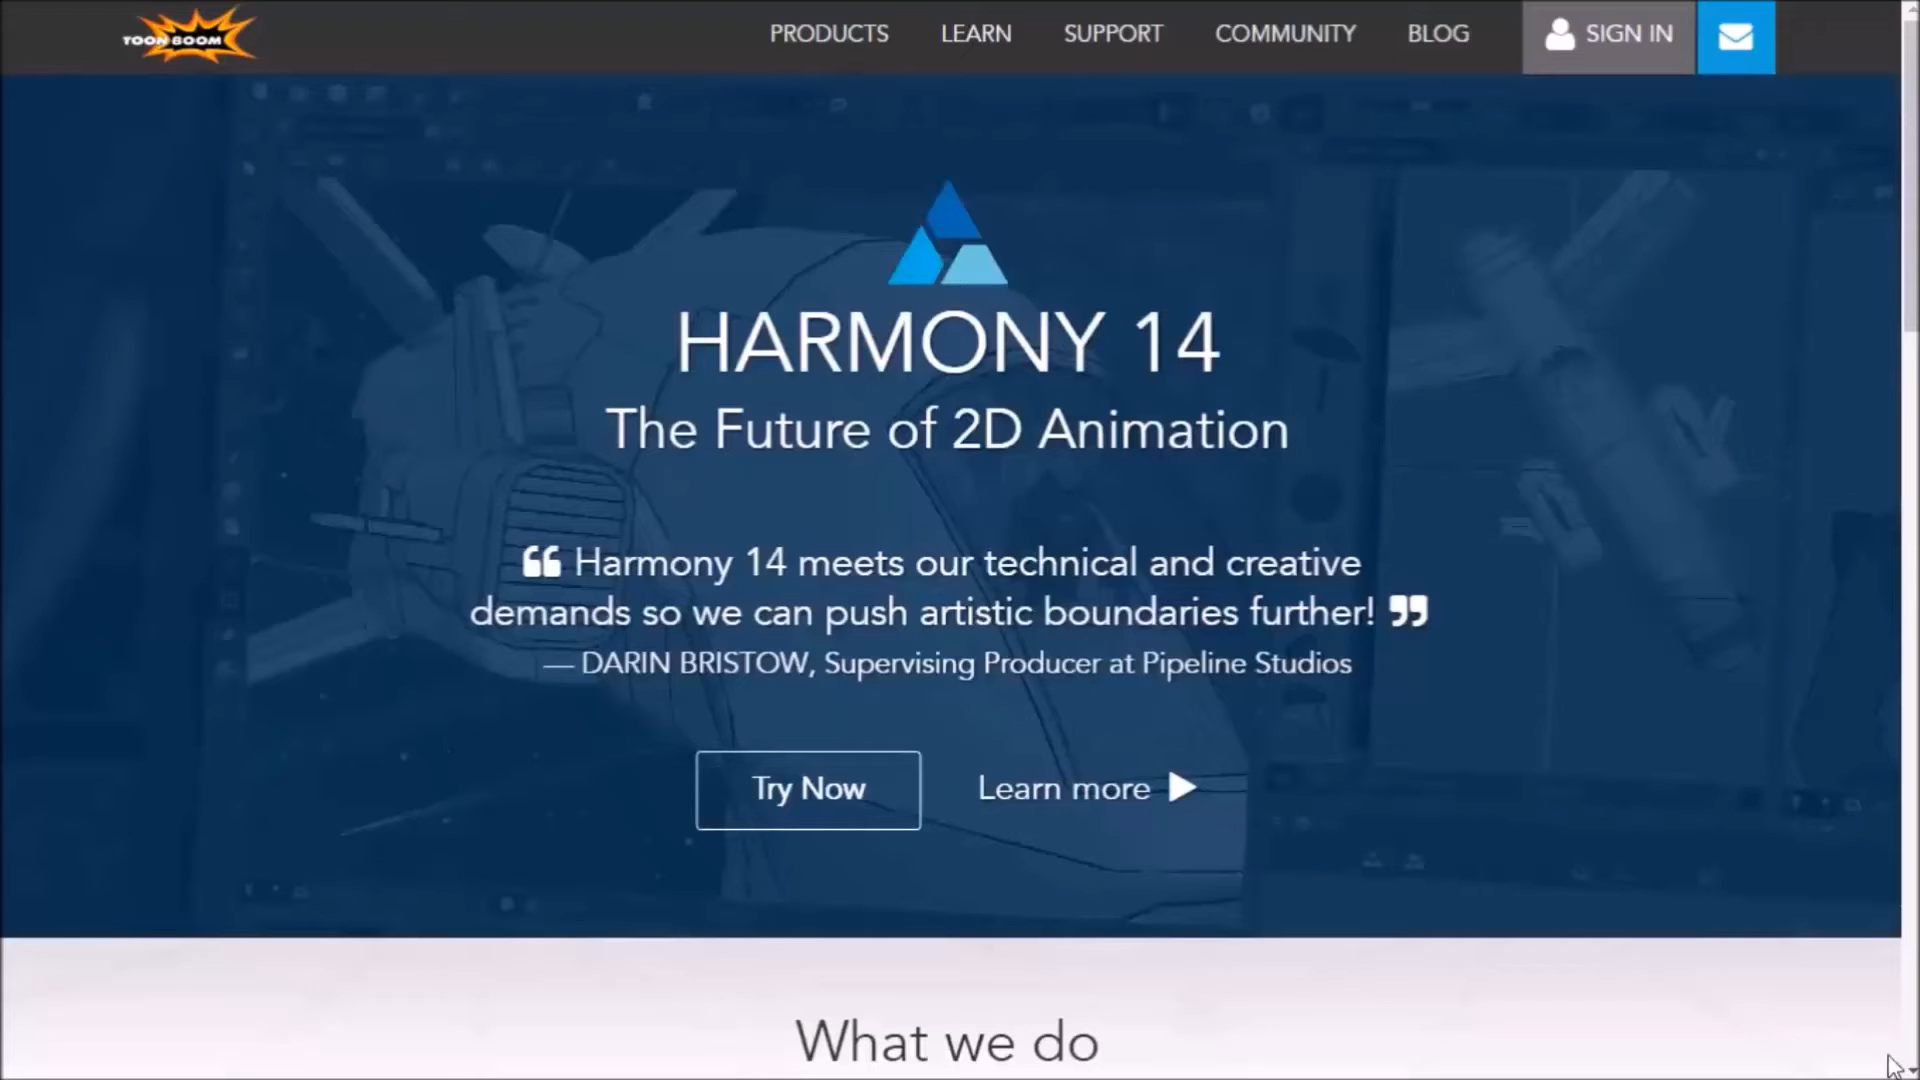 TOON BOOM
PRODUCTS LEARN SUPPORT COMMUNITY BLOG SIGN IN
HARMONY 14
The Future of 2D Animation
“ Harmony 14 meets our technical and creative
demands so we can push artistic boundaries further! ”
— DARIN BRISTOW, Supervising Producer at Pipeline Studios
Try Now Learn more
What we do